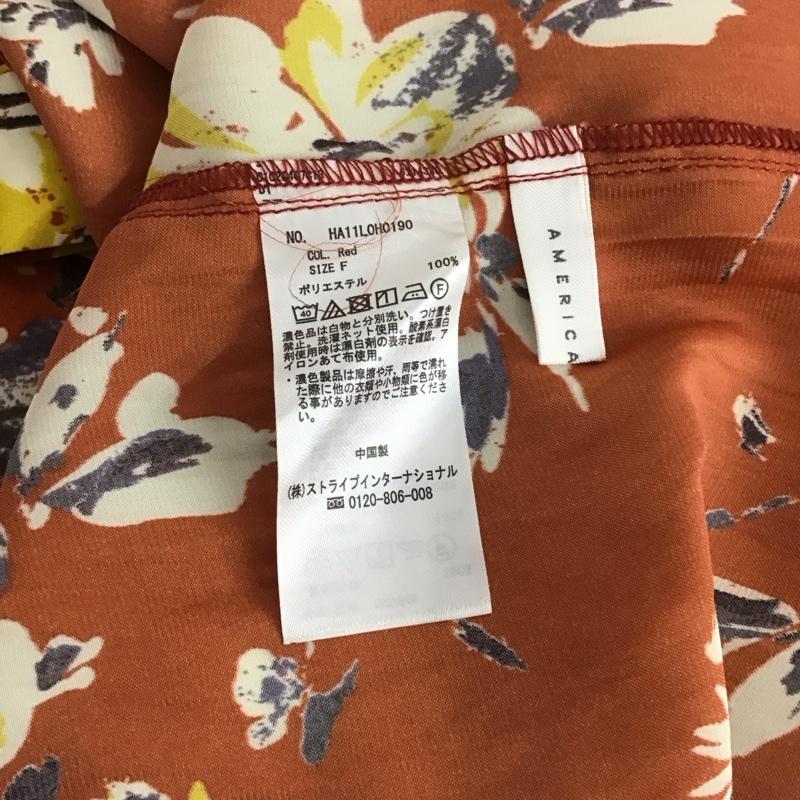 NO. HA11L0H0190
COL. Red
SIZE F
ポリエステル 100%
40
F
濃色品は白物と分別洗い。つけ置き
禁止。洗濯ネット使用。酸素系漂白
剤使用時は漂白剤の表示を確認。ア
イロンあて布使用。
・濃色製品は摩擦や汗、雨等で濡れ
た際に他の衣類や小物類に色が移
る事がありますのでご注意くださ
い。
中国製
(株)ストライプインターナショナル
0120-806-008
AMERICA